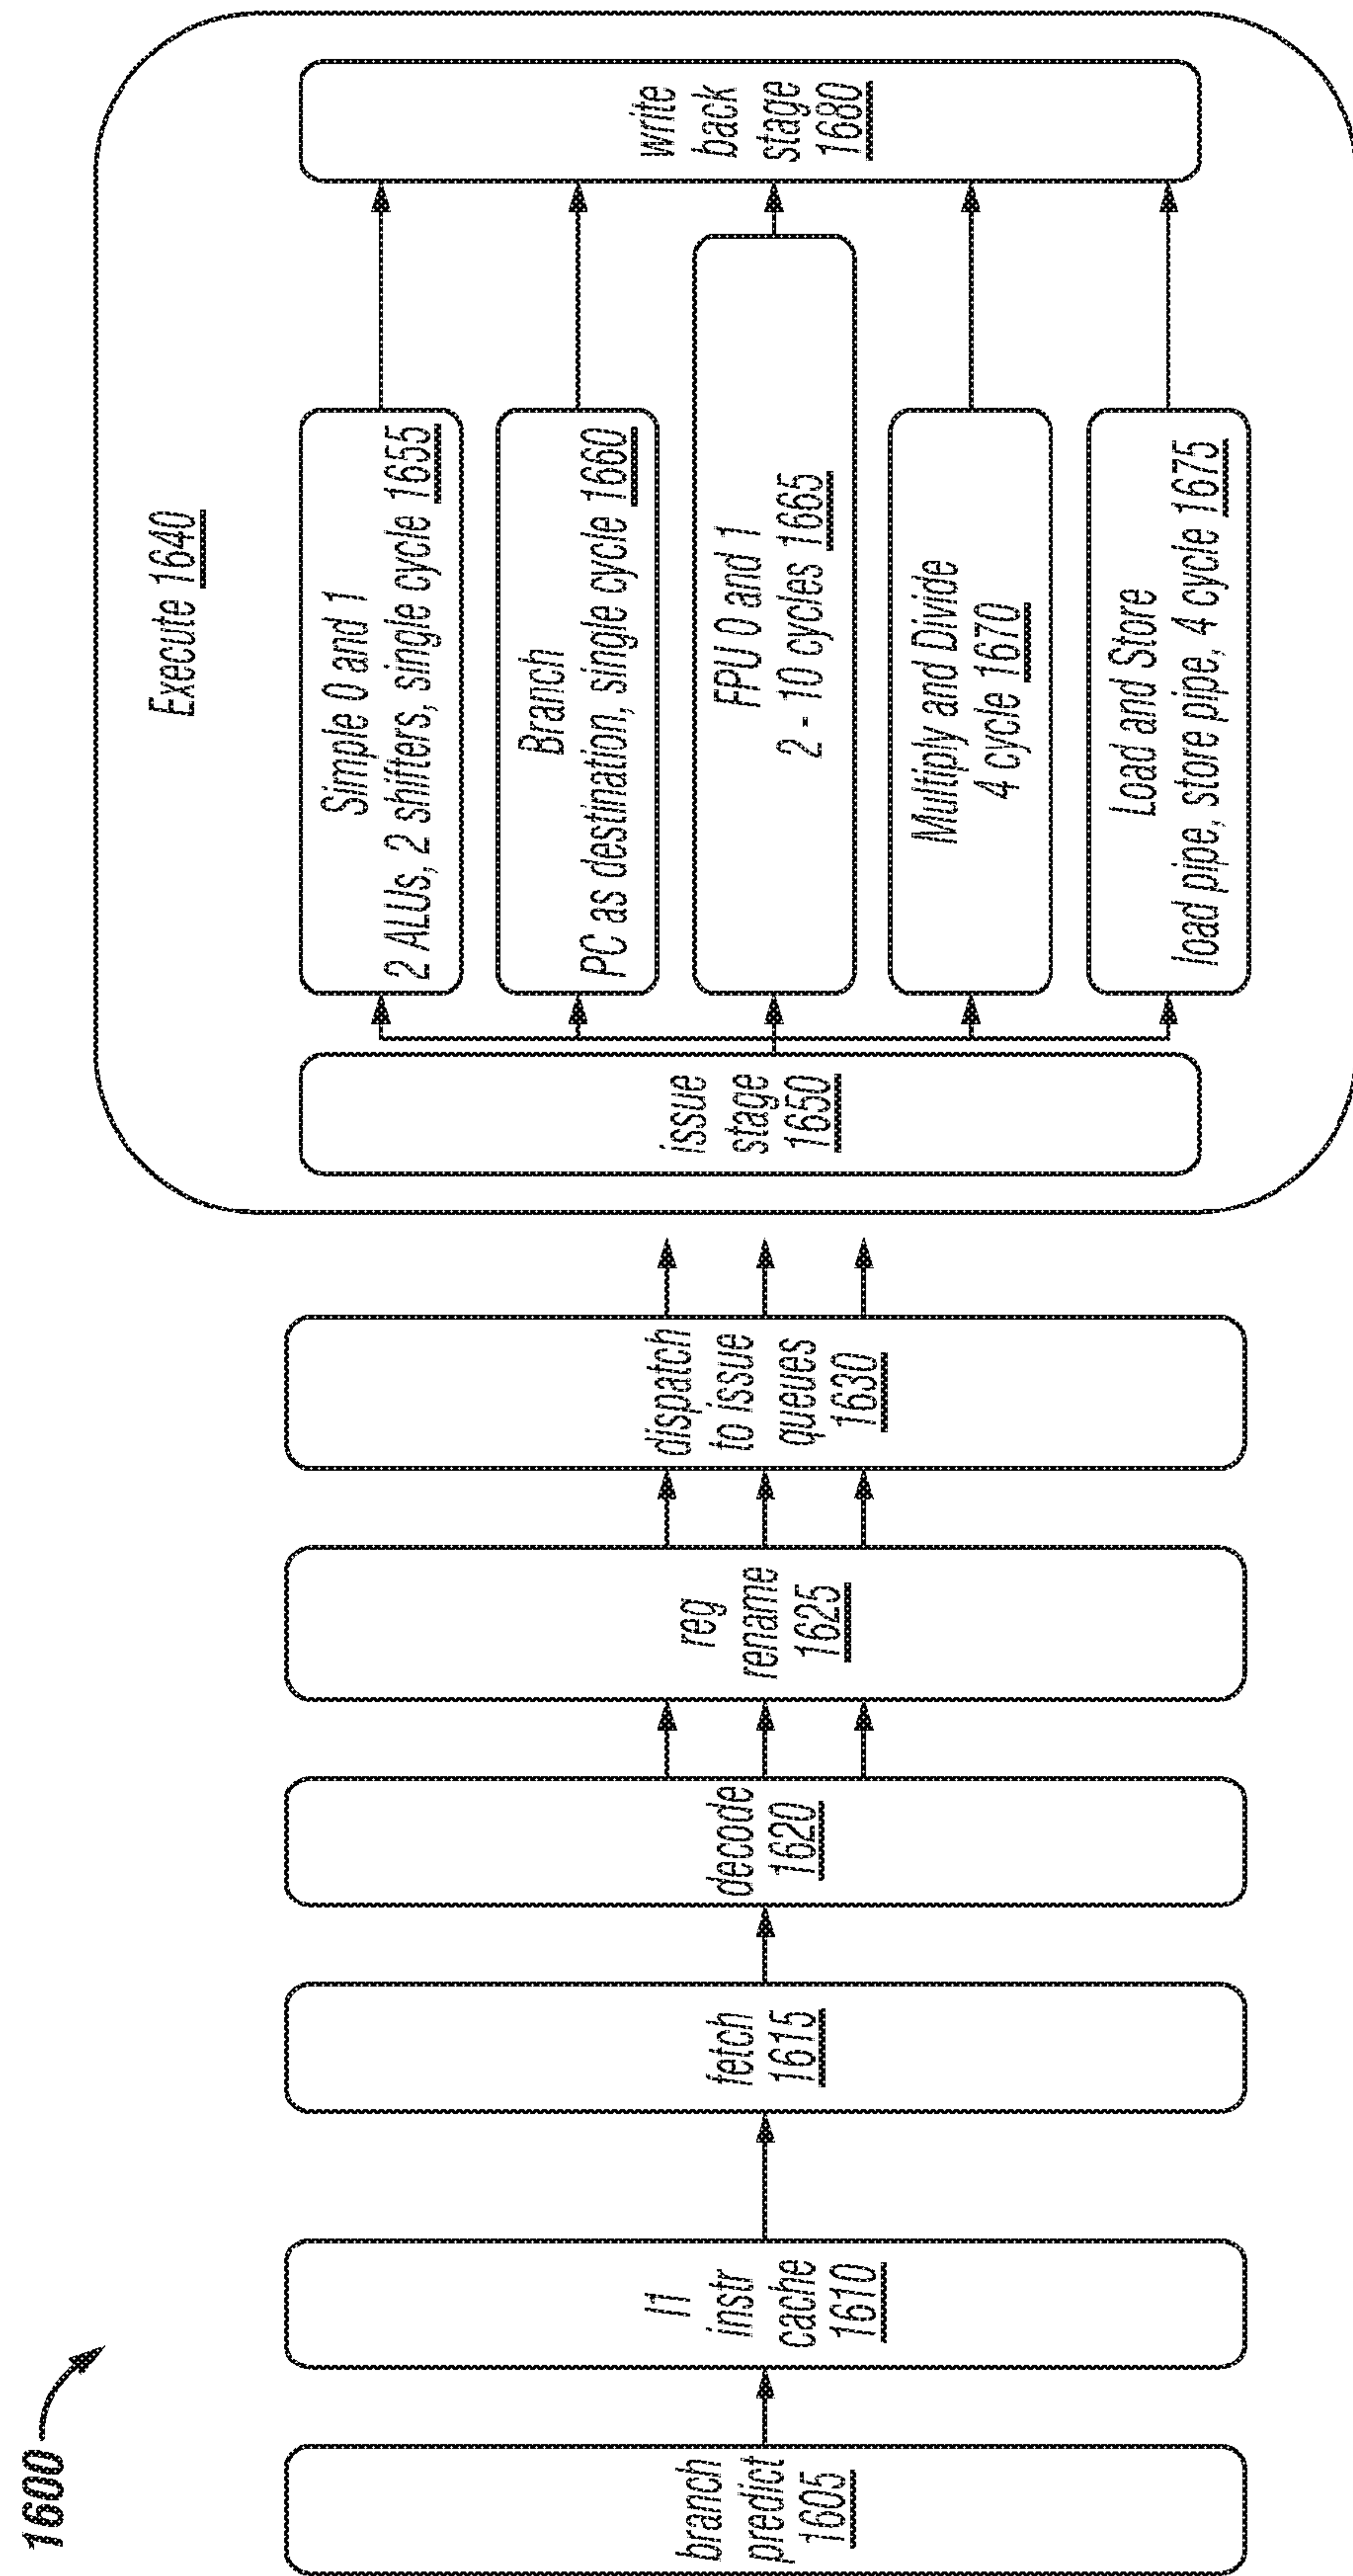 1600
branch
predict
1605
l1
instr
cache
1610
fetch
1615
decode
1620
reg
rename
1625
dispatch
to issue
queues
1630
Execute 1640
issue
stage
1650
Simple 0 and 1
2 ALUs, 2 shifters, single cycle 1655
Branch
PC as destination, single cycle 1660
FPU 0 and 1
2 - 10 cycles 1665
Multiply and Divide
4 cycle 1670
Load and Store
load pipe, store pipe, 4 cycle 1675
write
back
stage
1680